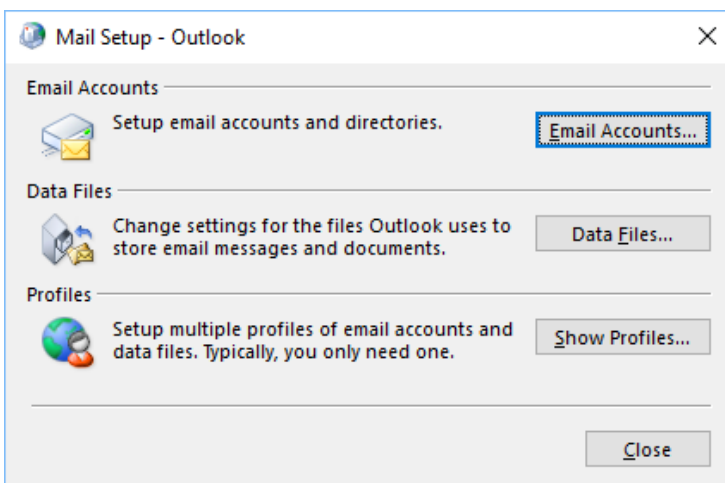 Mail Setup - Outlook
Email Accounts
Setup email accounts and directories.
Email Accounts...
Data Files
Change settings for the files Outlook uses to
store email messages and documents.
Data Files...
Profiles
Setup multiple profiles of email accounts and
data files. Typically, you only need one.
Show Profiles...
Close